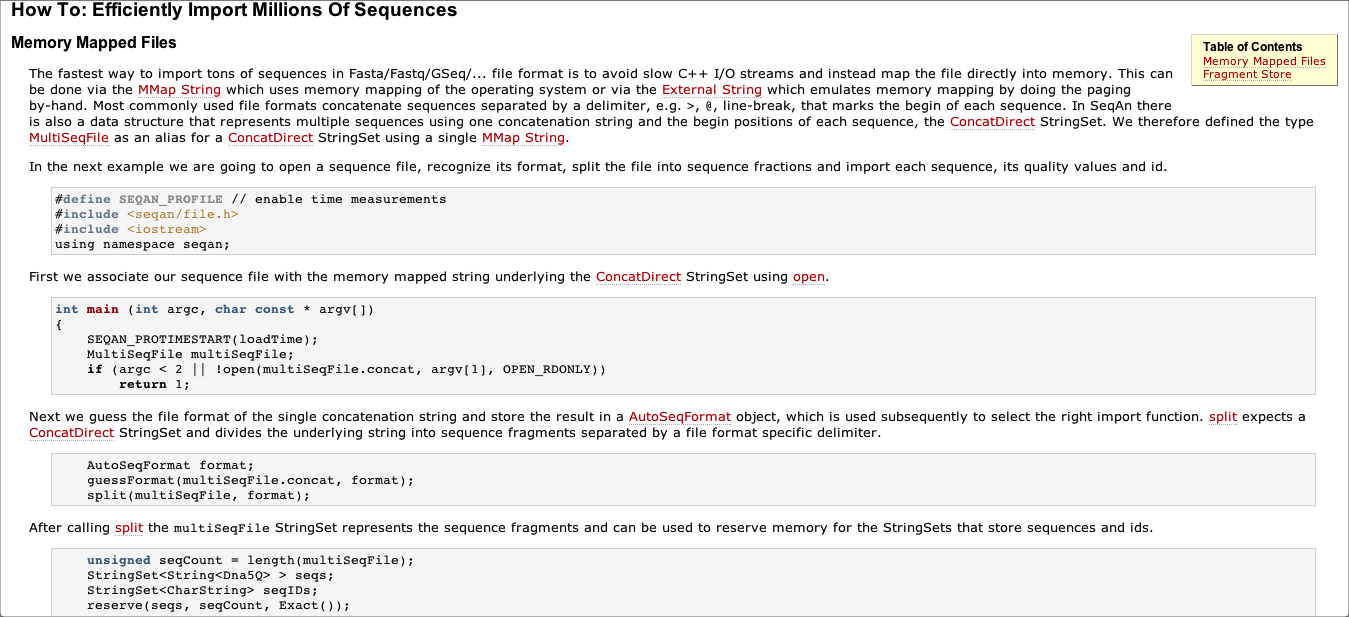 How To: Efficiently Import Millions Of Sequences
Memory Mapped Files
Table of Contents
Memory Mapped Files
Fragment Store
The fastest way to import tons of sequences in Fasta/Fastq/GSeq/... file format is to avoid slow C++ I/O streams and instead map the file directly into memory. This can
be done via the MMap String which uses memory mapping of the operating system or via the External String which emulates memory mapping by doing the paging
by-hand. Most commonly used file formats concatenate sequences separated by a delimiter, e.g. >, @, line-break, that marks the begin of each sequence. In SeqAn there
is also a data structure that represents multiple sequences using one concatenation string and the begin positions of each sequence, the ConcatDirect StringSet. We therefore defined the type
MultiSeqFile as an alias for a ConcatDirect StringSet using a single MMap String.
In the next example we are going to open a sequence file, recognize its format, split the file into sequence fractions and import each sequence, its quality values and id.
#define SEQAN_PROFILE // enable time measurements
#include <seqan/file.h>
#include <iostream>
using namespace seqan;
First we associate our sequence file with the memory mapped string underlying the ConcatDirect StringSet using open.
int main (int argc, char const * argv[])
{
    SEQAN_PROTIMESTART(loadTime);
    MultiSeqFile multiSeqFile;
    if (argc < 2 || !open(multiSeqFile.concat, argv[1], OPEN_RDONLY))
        return 1;
Next we guess the file format of the single concatenation string and store the result in a AutoSeqFormat object, which is used subsequently to select the right import function. split expects a
ConcatDirect StringSet and divides the underlying string into sequence fragments separated by a file format specific delimiter.
    AutoSeqFormat format;
    guessFormat(multiSeqFile.concat, format);
    split(multiSeqFile, format);
After calling split the multiSeqFile StringSet represents the sequence fragments and can be used to reserve memory for the StringSets that store sequences and ids.
    unsigned seqCount = length(multiSeqFile);
    StringSet<String<Dna5Q> > seqs;
    StringSet<CharString> seqIDs;
    reserve(seqs, seqCount, Exact());